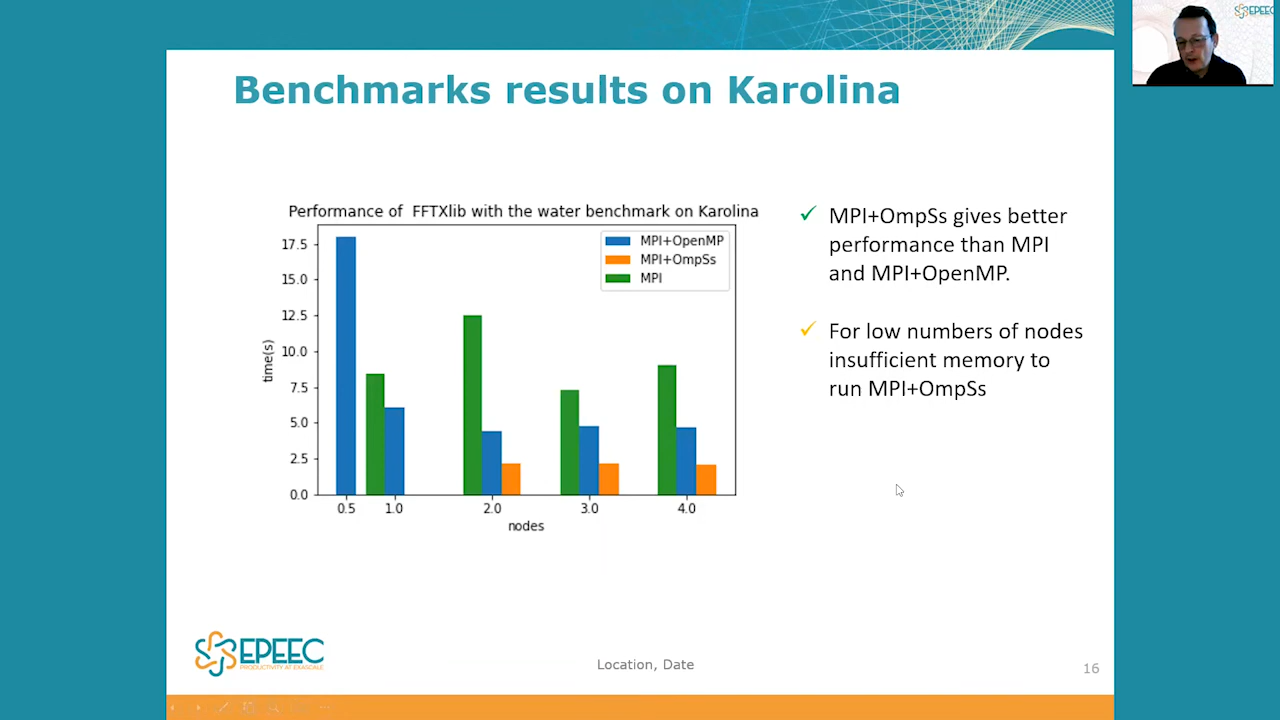 EPEEC
Benchmarks results on Karolina
Performance of FFTXlib with the water benchmark on Karolina
MPI+OpenMP
MPI+OmpSs
MPI
time(s)
17.5
15.0
12.5
10.0
7.5
5.0
2.5
0.0
0.5 1.0 2.0 3.0 4.0
nodes
✓ MPI+OmpSs gives better
performance than MPI
and MPI+OpenMP.
✓ For low numbers of nodes
insufficient memory to
run MPI+OmpSs
EPEEC
PRODUCTIVITY AT EXASCALE
Location, Date
16